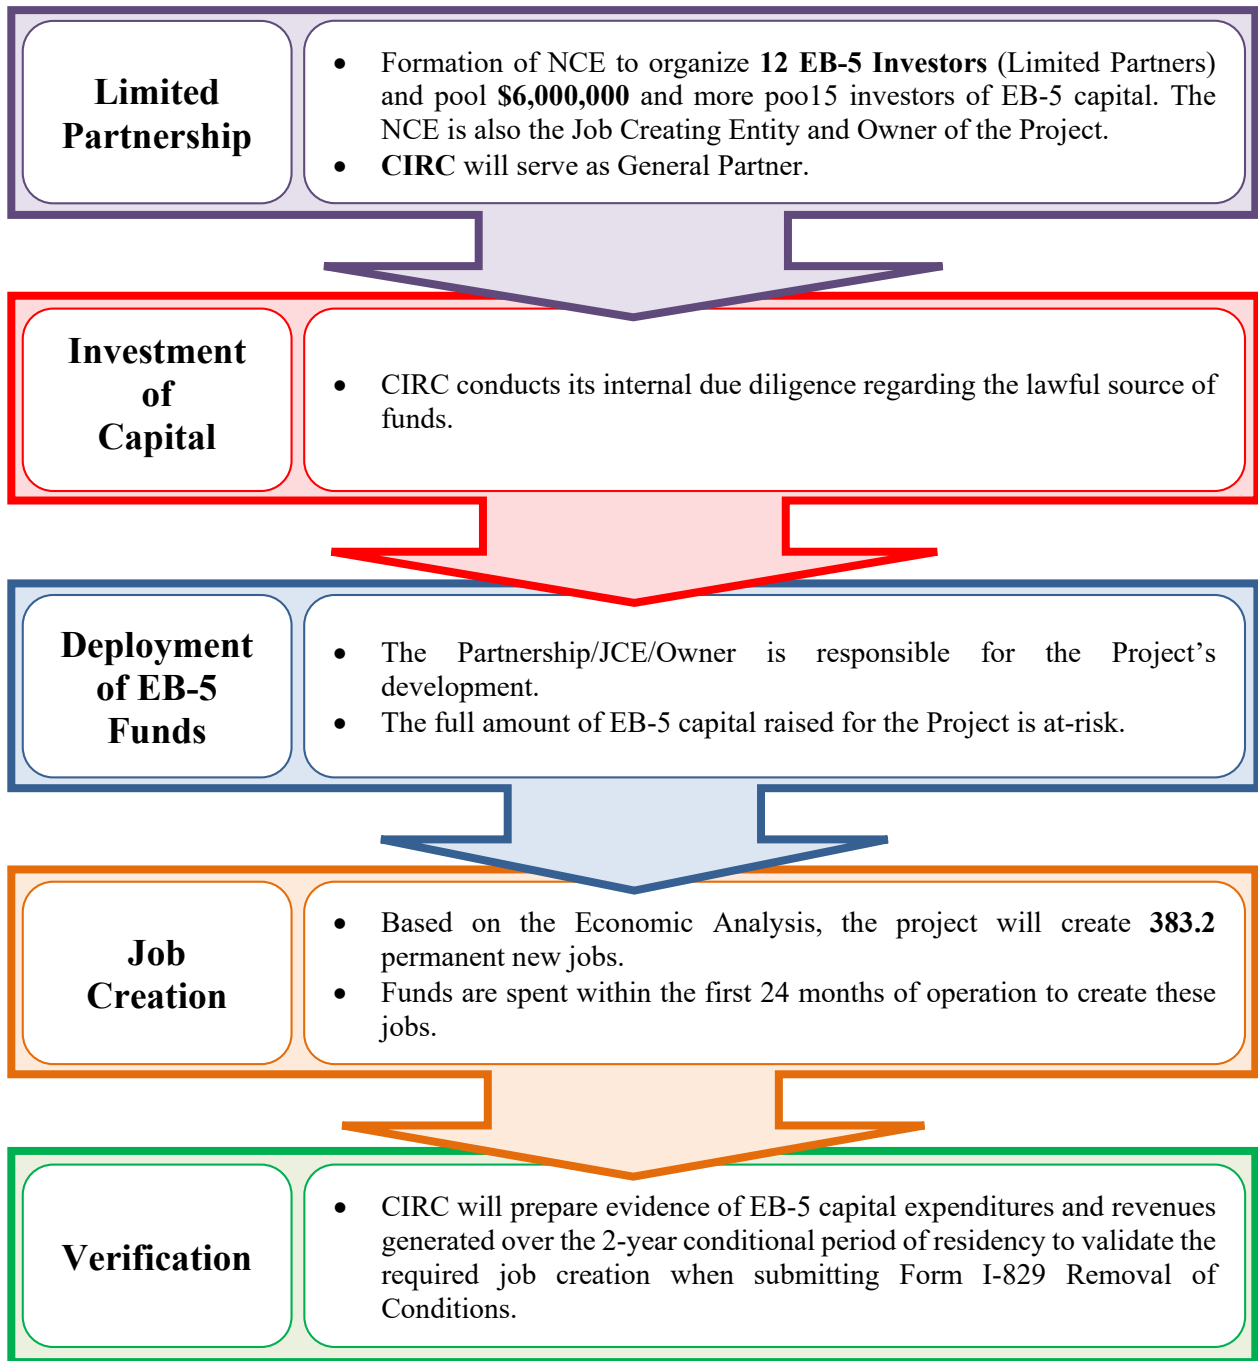 Limited
Partnership
• Formation of NCE to organize 12 EB-5 Investors (Limited Partners)
and pool $6,000,000 and more poo15 investors of EB-5 capital. The
NCE is also the Job Creating Entity and Owner of the Project.
• CIRC will serve as General Partner.
Investment
of
Capital
• CIRC conducts its internal due diligence regarding the lawful source of
funds.
Deployment
of EB-5
Funds
• The Partnership/JCE/Owner is responsible for the Project’s
development.
• The full amount of EB-5 capital raised for the Project is at-risk.
Job
Creation
• Based on the Economic Analysis, the project will create 383.2
permanent new jobs.
• Funds are spent within the first 24 months of operation to create these
jobs.
Verification
• CIRC will prepare evidence of EB-5 capital expenditures and revenues
generated over the 2-year conditional period of residency to validate the
required job creation when submitting Form I-829 Removal of
Conditions.